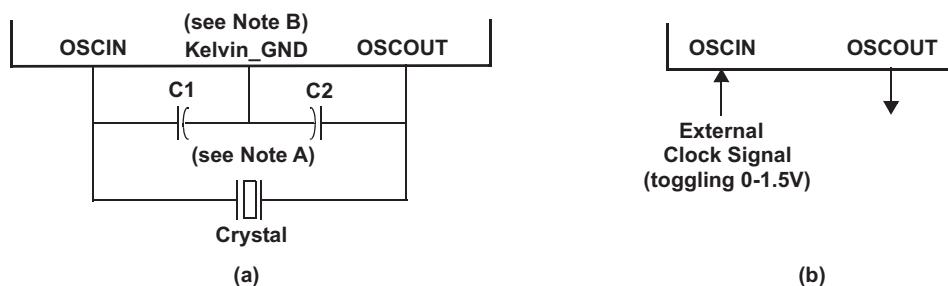 (see Note B)
OSCIN Kelvin_GND OSCOUT
C1 C2
(see Note A)
Crystal
(a)
OSCIN OSCOUT
External
Clock Signal
(toggling 0-1.5V)
(b)